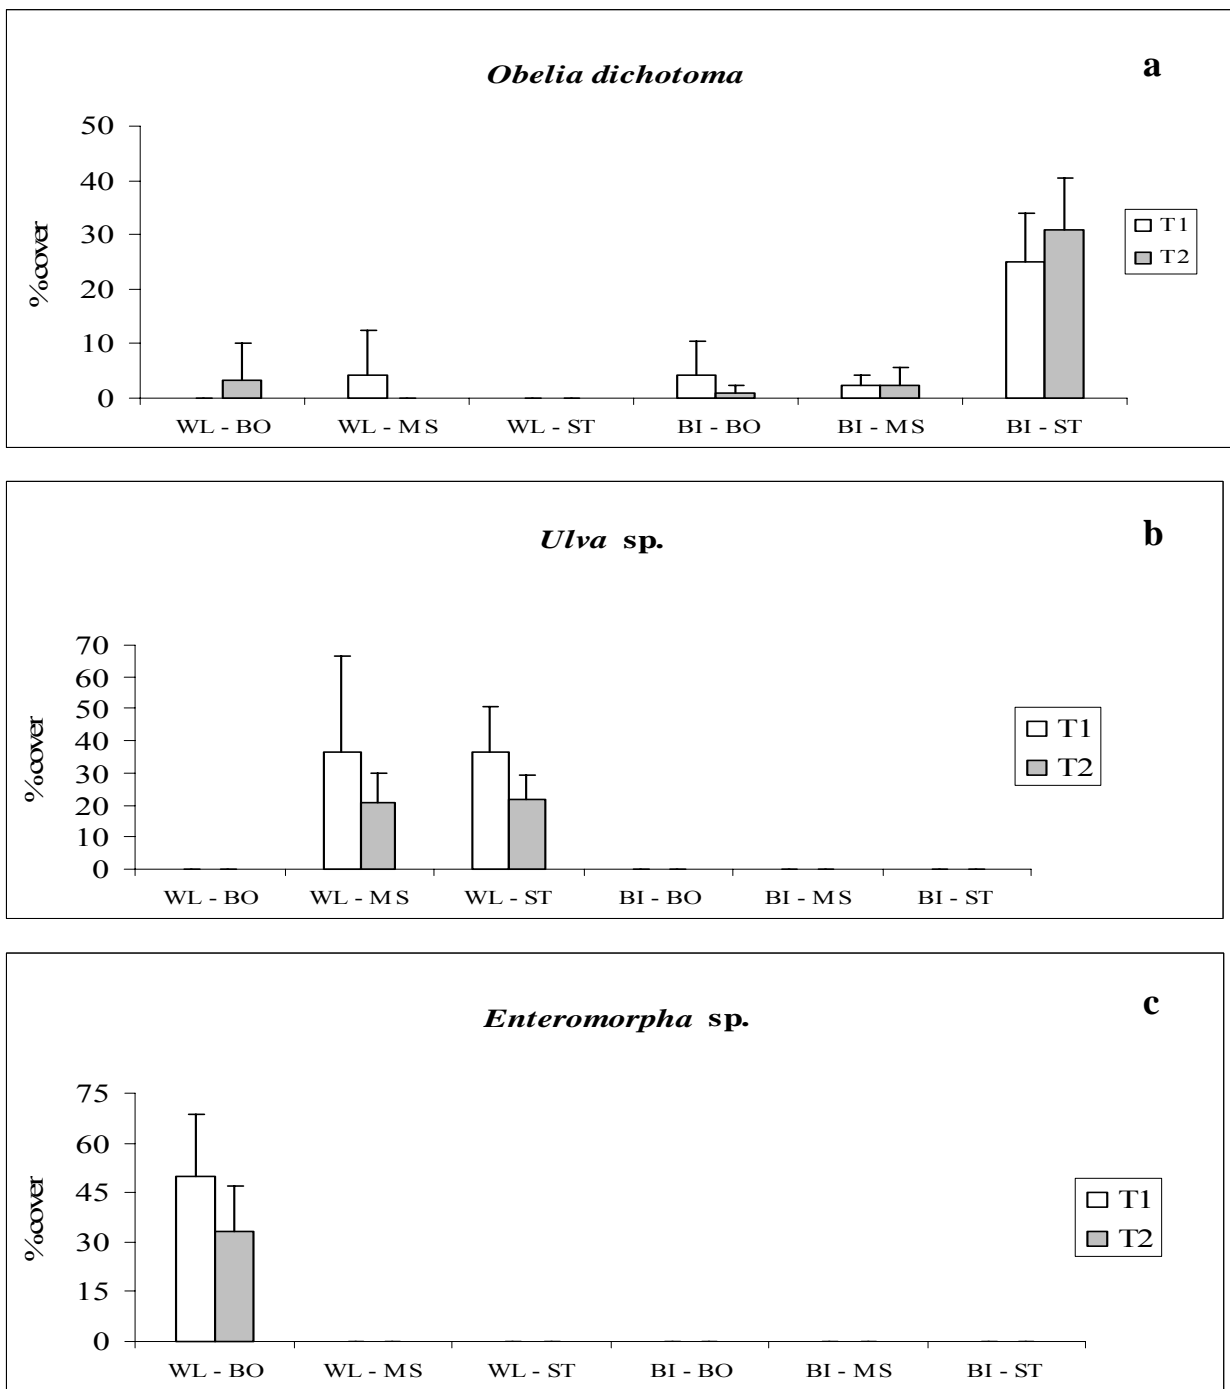 Obelia dichotoma
a
50
40
30
20
10
0
%cover
WL - BO WL - MS WL - ST BI - BO BI - MS BI - ST
T1
T2
Ulva sp.
b
70
60
50
40
30
20
10
0
%cover
WL - BO WL - MS WL - ST BI - BO BI - MS BI - ST
T1
T2
Enteromorpha sp.
c
75
60
45
30
15
0
%cover
WL - BO WL - MS WL - ST BI - BO BI - MS BI - ST
T1
T2